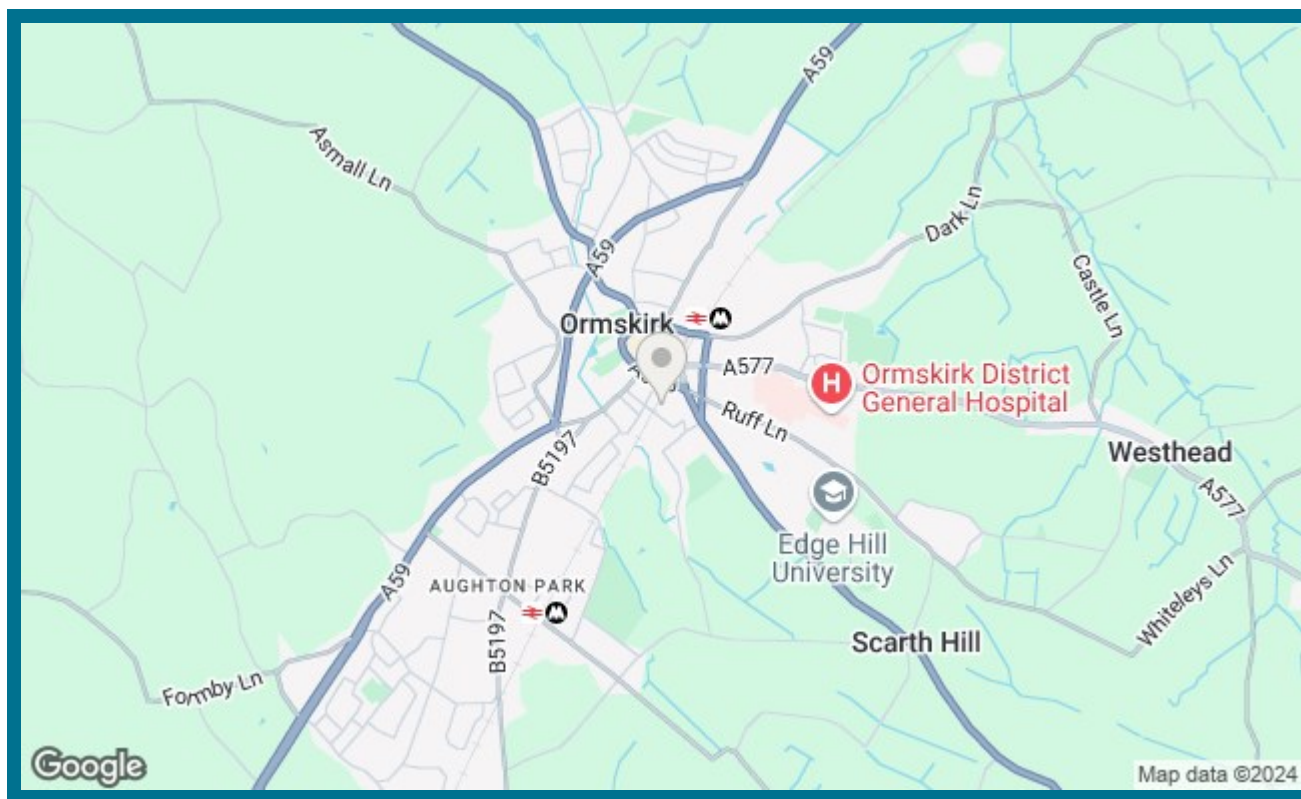 A59
Asmall Ln
Dark Ln
A59
Castle Ln
Ormskirk
A577
Ormskirk District
General Hospital
Ruff Ln
Westhead
B5197
A577
Edge Hill
University
A59
AUGHTON PARK
Whiteleys Ln
B5197
Scarth Hill
Formby Ln
Google
Map data ©2024